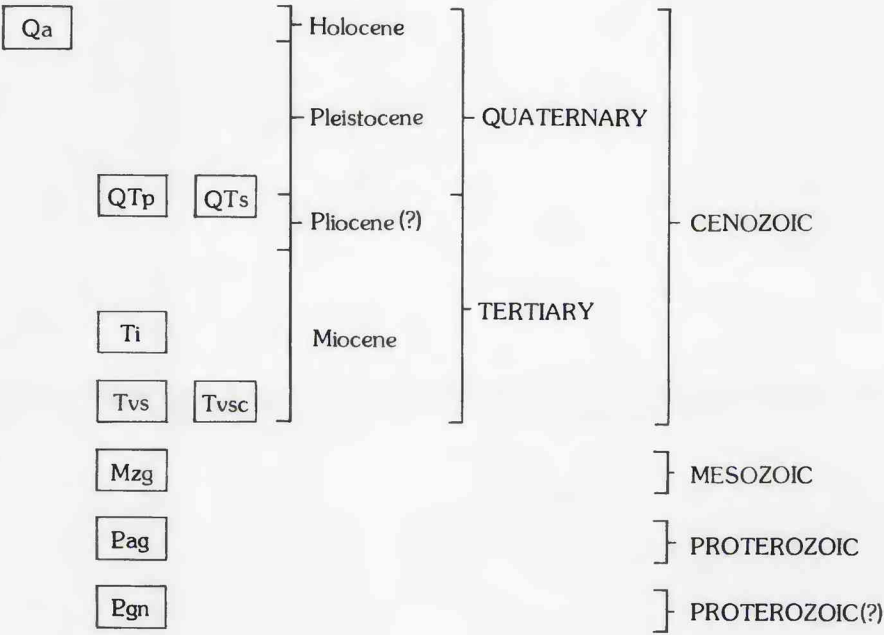 Qa Holocene
Pleistocene QUATERNARY
QTp QTs
Pliocene (?) CENOZOIC
TERTIARY
Ti Miocene
Tvs Tvsc
Mzg MESOZOIC
Pag PROTEROZOIC
Pgn PROTEROZOIC(?)